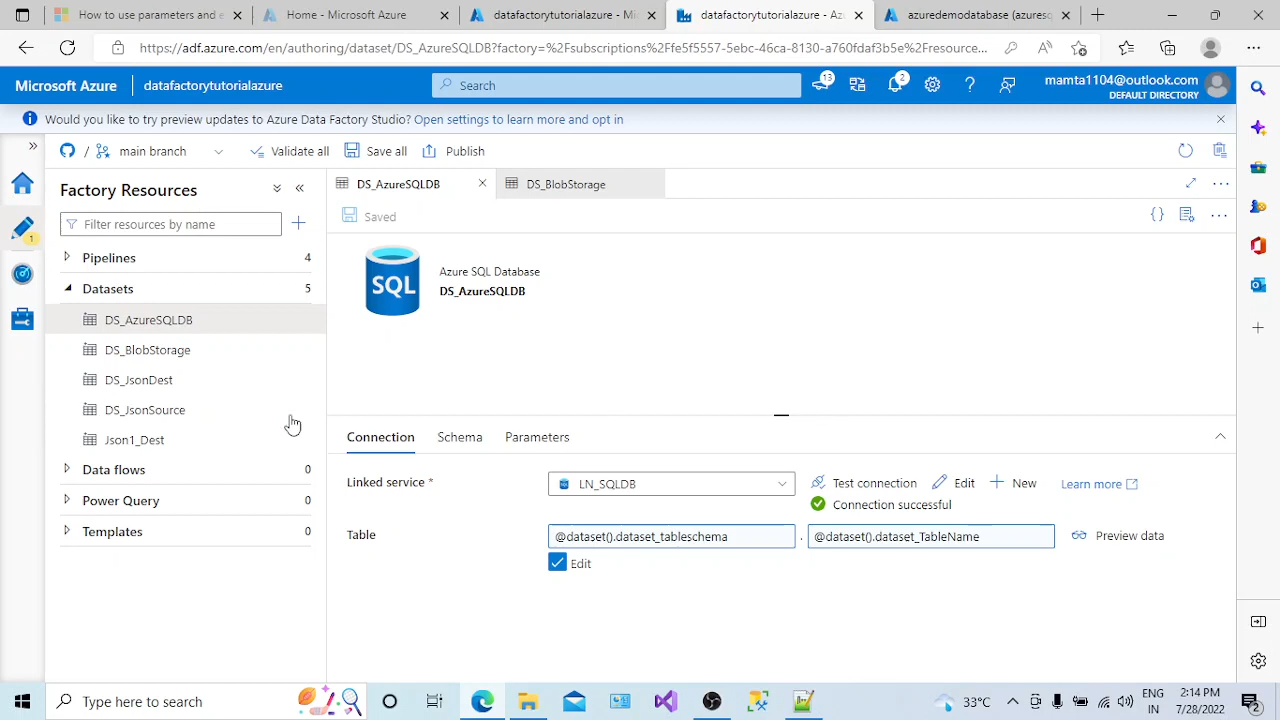 How to use parameters and e
Home - Microsoft Azure
datafactorytutorialazure - Mic
datafactorytutorialazure - Azu
azuredemodatabase (azuresq
https://adf.azure.com/en/authoring/dataset/DS_AzureSQLDB?factory=%2Fsubscriptions%2Ffe5f5557-5ebc-46ca-8130-a760fdaf3b5e%2Fresource...
Microsoft Azure
datafactorytutorialazure
Search
13
2
mamta1104@outlook.com
DEFAULT DIRECTORY
Would you like to try preview updates to Azure Data Factory Studio? Open settings to learn more and opt in
/ main branch
Validate all
Save all
Publish
Factory Resources
DS_AzureSQLDB
DS_BlobStorage
Filter resources by name
Saved
1
Pipelines 4
Datasets 5
DS_AzureSQLDB
DS_BlobStorage
DS_JsonDest
DS_JsonSource
Json1_Dest
Data flows 0
Power Query 0
Templates 0
SQL
Azure SQL Database
DS_AzureSQLDB
Connection
Schema
Parameters
Linked service *
LN_SQLDB
Test connection
Edit
New
Learn more
Connection successful
Table
@dataset().dataset_tableschema
.
@dataset().dataset_TableName
Preview data
Edit
Type here to search
33°C
ENG
IN
2:14 PM
7/28/2022
2